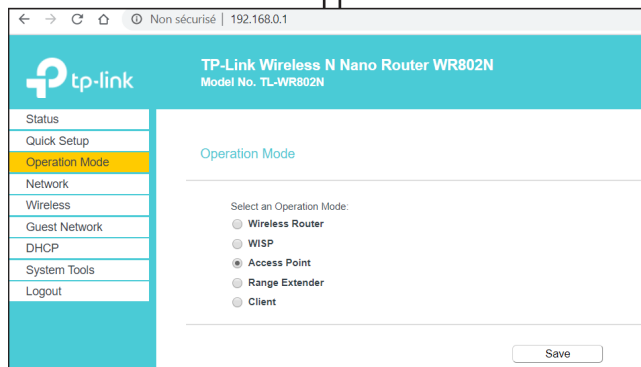 Non sécurisé | 192.168.0.1
tp-link
TP-Link Wireless N Nano Router WR802N
Model No. TL-WR802N
Status
Quick Setup
Operation Mode
Network
Wireless
Guest Network
DHCP
System Tools
Logout
Operation Mode
Select an Operation Mode:
Wireless Router
WISP
Access Point
Range Extender
Client
Save